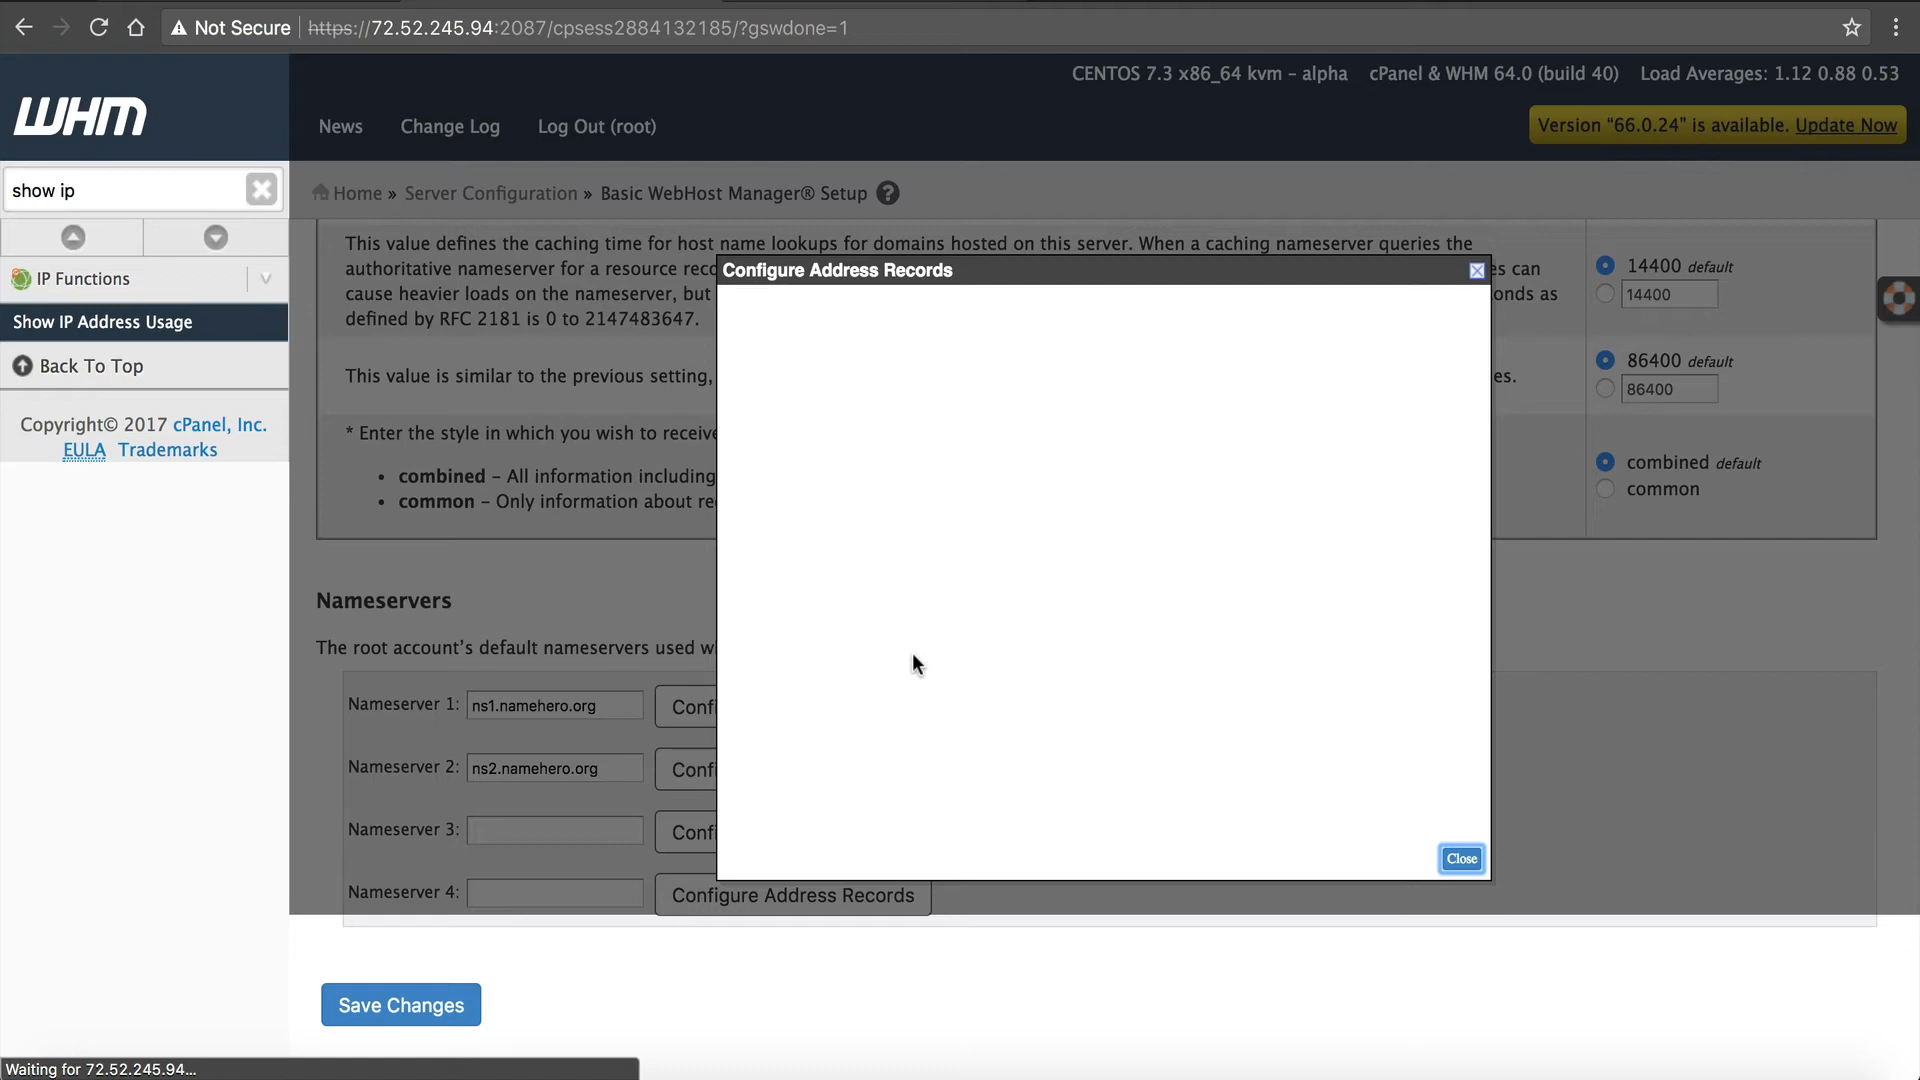 Not Secure https://72.52.245.94:2087/cpsess2884132185/?gswdone=1
CENTOS 7.3 x86_64 kvm – alpha cPanel & WHM 64.0 (build 40) Load Averages: 1.12 0.88 0.53
WHM
News Change Log Log Out (root)
Version “66.0.24” is available. Update Now
show ip
Home » Server Configuration » Basic WebHost Manager® Setup ?
IP Functions
Show IP Address Usage
Back To Top
Copyright© 2017 cPanel, Inc.
EULA Trademarks
This value defines the caching time for host name lookups for domains hosted on this server. When a caching nameserver queries the
authoritative nameserver for a resource reco es can
cause heavier loads on the nameserver, but onds as
defined by RFC 2181 is 0 to 2147483647.
14400 default
14400
This value is similar to the previous setting, es.
86400 default
86400
* Enter the style in which you wish to receive
• combined – All information including
• common – Only information about re
combined default
common
Configure Address Records
Close
Nameservers
The root account’s default nameservers used w
Nameserver 1: ns1.namehero.org Confi
Nameserver 2: ns2.namehero.org Confi
Nameserver 3: Confi
Nameserver 4: Configure Address Records
Save Changes
Waiting for 72.52.245.94...